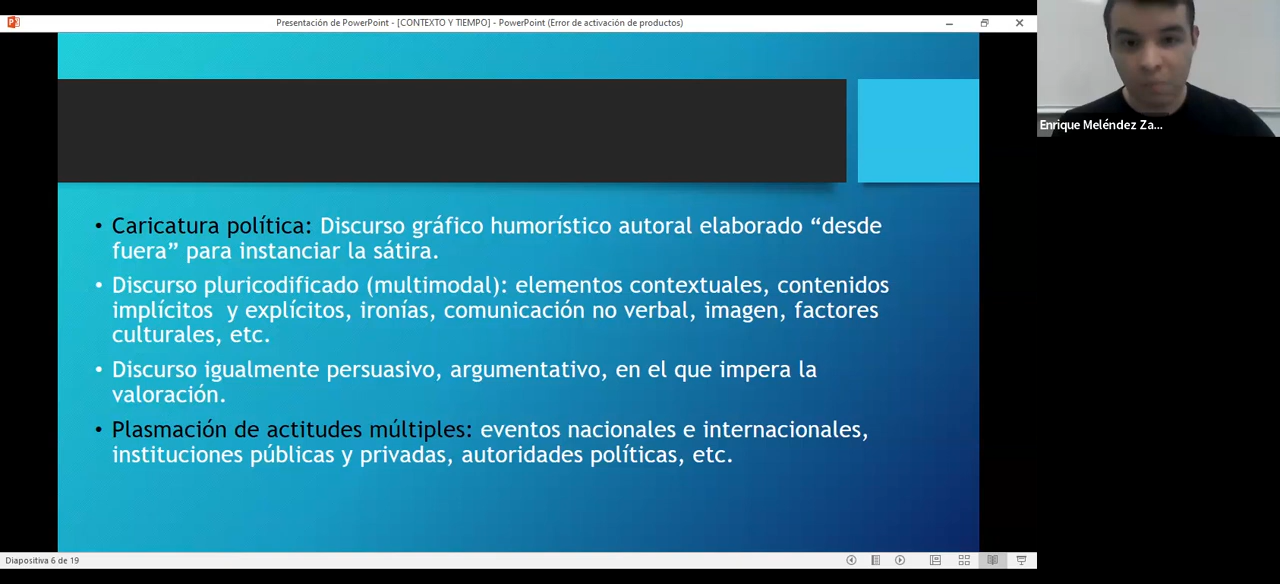 Presentación de PowerPoint - [CONTEXTO Y TIEMPO] - PowerPoint (Error de activación de productos)
Enrique Meléndez Za...
• Caricatura política: Discurso gráfico humorístico autoral elaborado “desde
fuera” para instanciar la sátira.
• Discurso pluricodificado (multimodal): elementos contextuales, contenidos
implícitos y explícitos, ironías, comunicación no verbal, imagen, factores
culturales, etc.
• Discurso igualmente persuasivo, argumentativo, en el que impera la
valoración.
• Plasmación de actitudes múltiples: eventos nacionales e internacionales,
instituciones públicas y privadas, autoridades políticas, etc.
Diapositiva 6 de 19